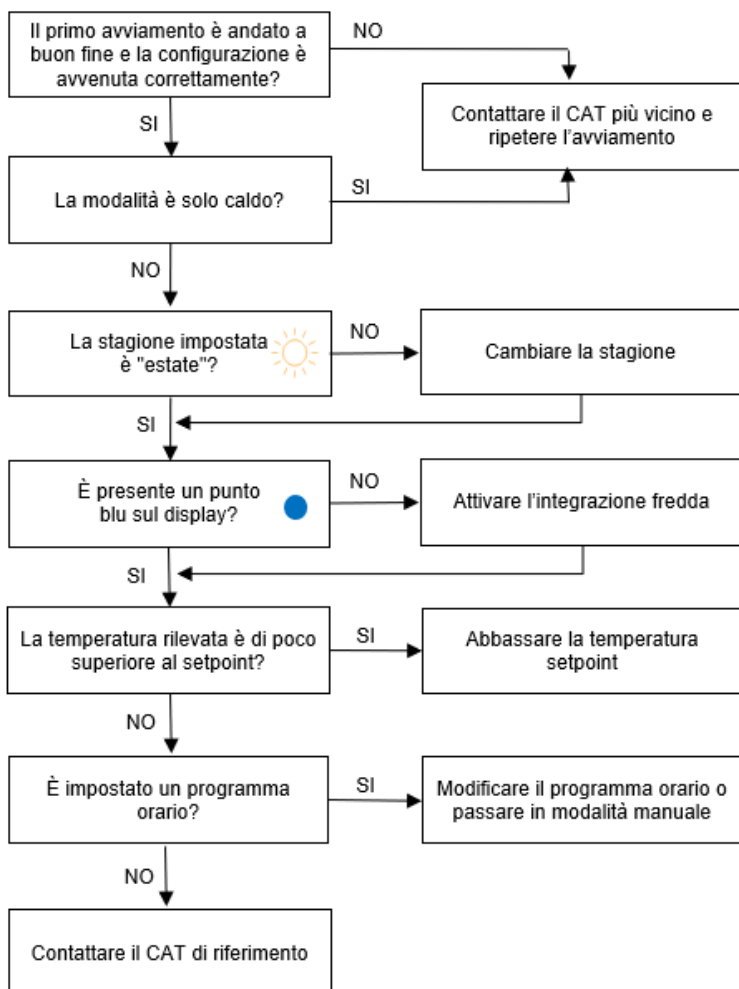 Il primo avviamento è andato a
buon fine e la configurazione è
avvenuta correttamente?
NO
Contattare il CAT più vicino e
ripetere l'avviamento
SI
La modalità è solo caldo?
SI
NO
La stagione impostata
è "estate"?
NO
Cambiare la stagione
SI
È presente un punto
blu sul display?
NO
Attivare l'integrazione fredda
SI
La temperatura rilevata è di poco
superiore al setpoint?
SI
Abbassare la temperatura
setpoint
NO
È impostato un programma
orario?
SI
Modificare il programma orario o
passare in modalità manuale
NO
Contattare il CAT di riferimento